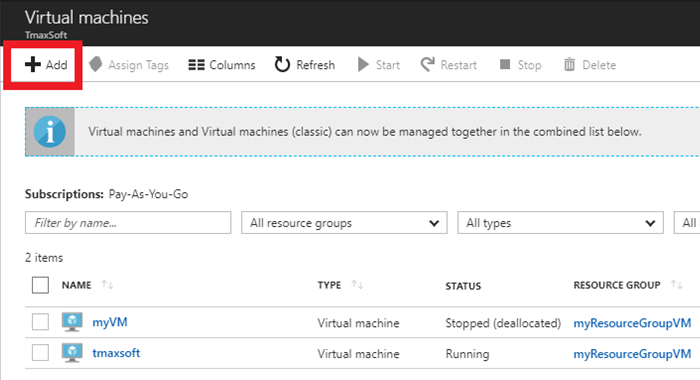 Virtual machines
TmaxSoft
Add Assign Tags Columns Refresh Start Restart Stop Delete
Virtual machines and Virtual machines (classic) can now be managed together in the combined list below.
Subscriptions: Pay-As-You-Go
Filter by name... All resource groups All types All
2 items
NAME TYPE STATUS RESOURCE GROUP
myVM Virtual machine Stopped (deallocated) myResourceGroupVM
tmaxsoft Virtual machine Running myResourceGroupVM